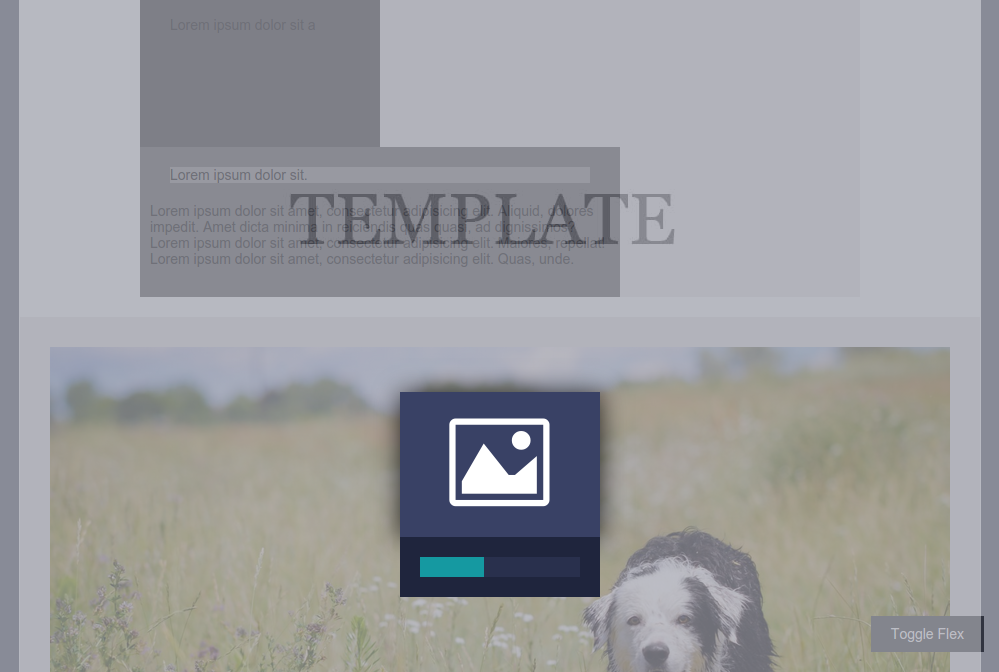 Lorem ipsum dolor sit a
Lorem ipsum dolor sit.
TEMPLATE
Lorem ipsum dolor sit amet, consectetur adipisicing elit. Aliquid, dolores
impedit. Amet dicta minima in reiciendis quas quasi, ad dignissimos?
Lorem ipsum dolor sit amet, consectetur adipisicing elit. Maiores, repellat.
Lorem ipsum dolor sit amet, consectetur adipisicing elit. Quas, unde.
Toggle Flex